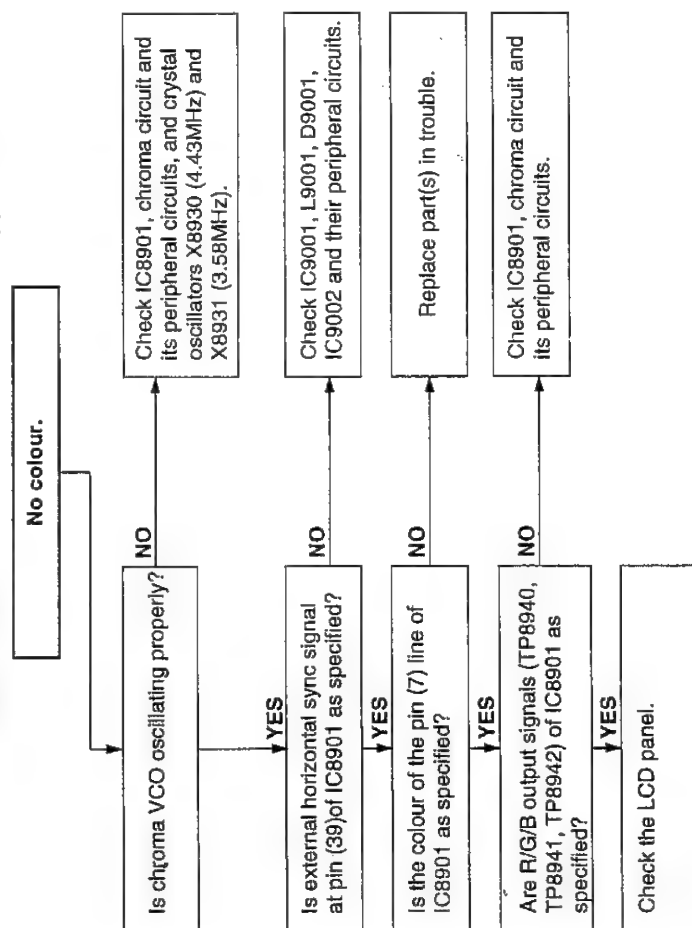 No colour.
Is chroma VCO oscillating properly?
NO
Check IC8901, chroma circuit and
its peripheral circuits, and crystal
oscillators X8930 (4.43MHz) and
X8931 (3.58MHz).
YES
Is external horizontal sync signal
at pin (39)of IC8901 as specified?
NO
Check IC9001, L9001, D9001,
IC9002 and their peripheral circuits.
YES
Is the colour of the pin (7) line of
IC8901 as specified?
NO
Replace part(s) in trouble.
YES
Are R/G/B output signals (TP8940,
TP8941, TP8942) of IC8901 as
specified?
NO
Check IC8901, chroma circuit and
its peripheral circuits.
YES
Check the LCD panel.